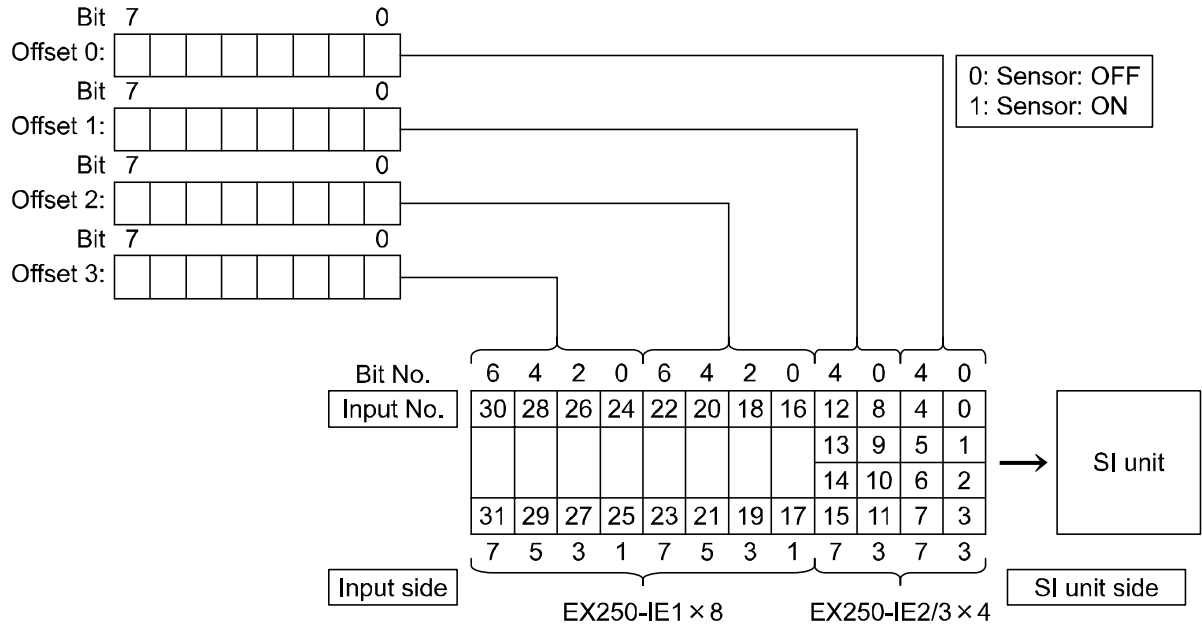 Bit 7 0
Offset 0:
Bit 7 0
Offset 1:
Bit 7 0
Offset 2:
Bit 7 0
Offset 3:
0: Sensor: OFF
1: Sensor: ON
Bit No. 6 4 2 0 6 4 2 0 4 0 4 0
Input No. 30 28 26 24 22 20 18 16 12 8 4 0
13 9 5 1
14 10 6 2
31 29 27 25 23 21 19 17 15 11 7 3
7 5 3 1 7 5 3 1 7 3 7 3
SI unit
Input side
SI unit side
EX250-IE1×8
EX250-IE2/3×4